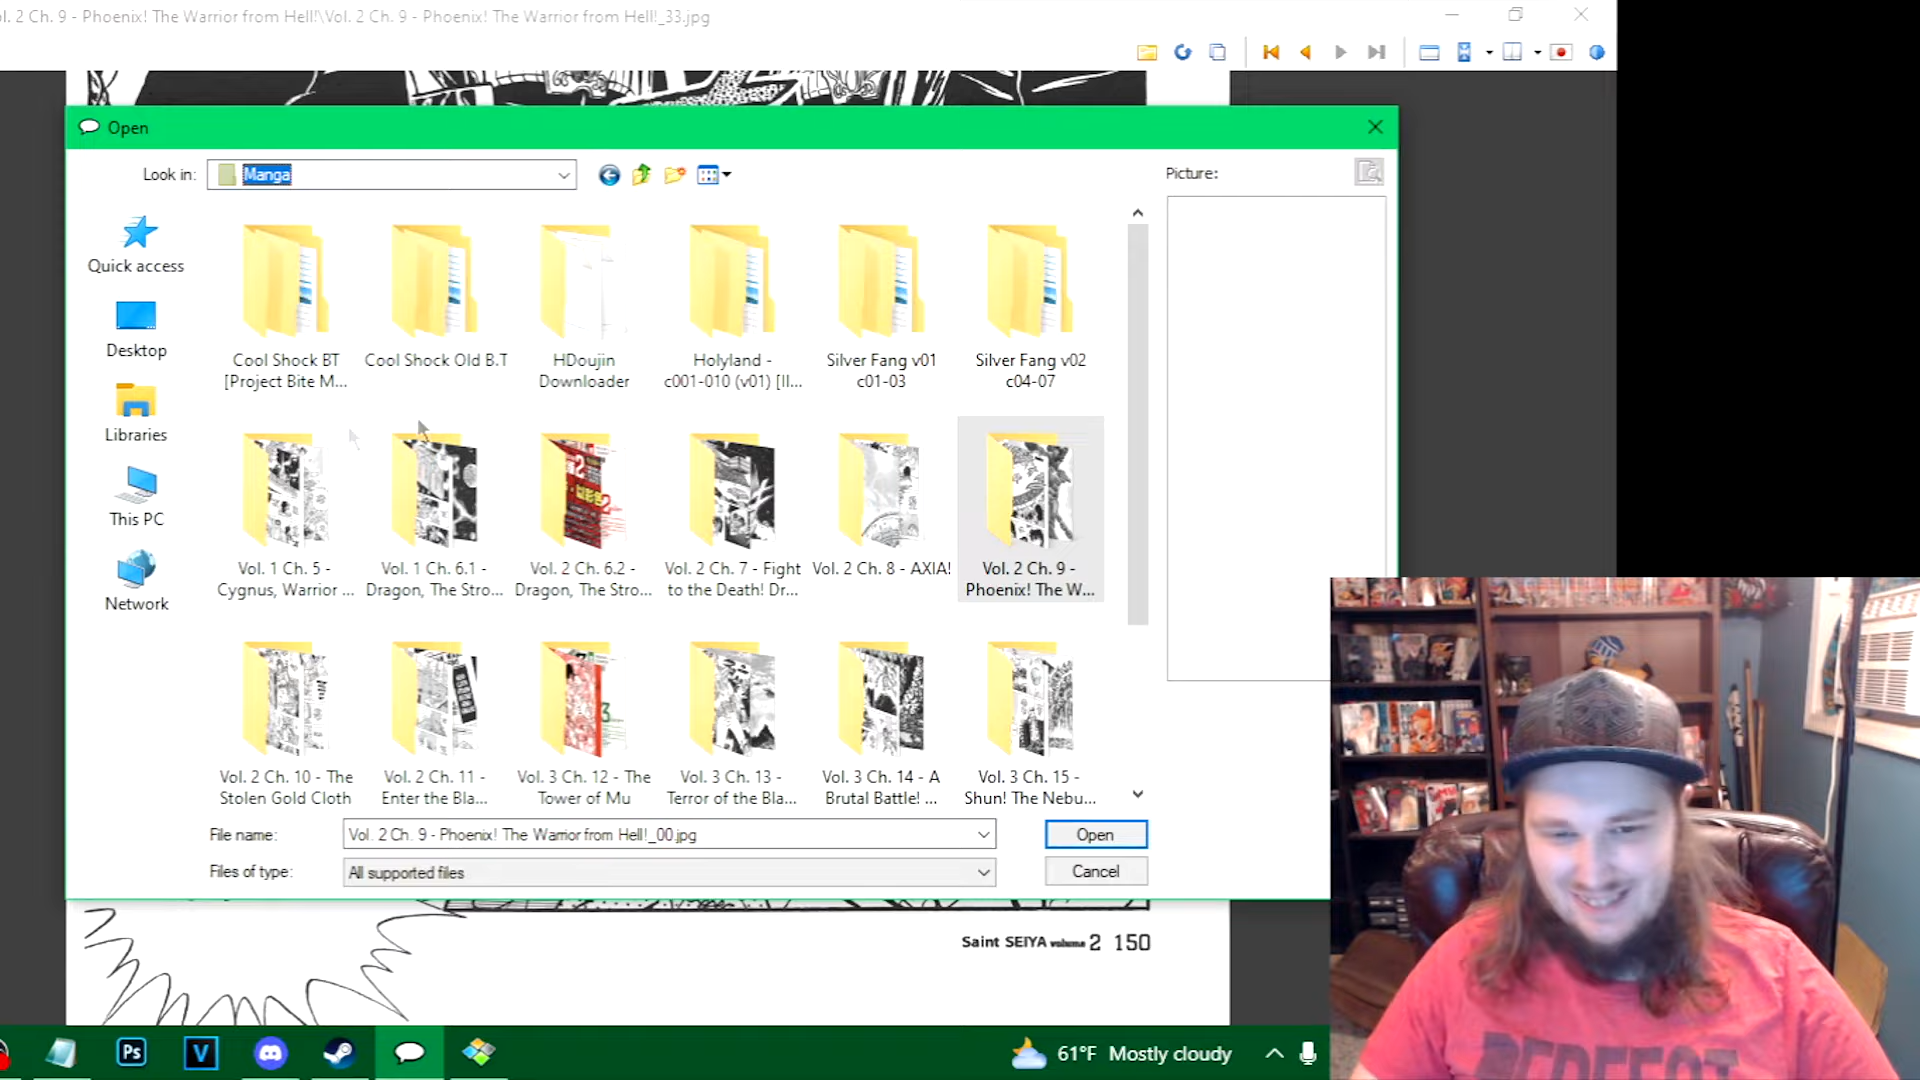 ol. 2 Ch. 9 - Phoenix! The Warrior from Hell!\Vol. 2 Ch. 9 - Phoenix! The Warrior from Hell!_33.jpg
Open
Look in:
Manga
Picture:
Quick access
Desktop
Libraries
This PC
Network
Cool Shock BT
[Project Bite M...
Cool Shock Old B.T
HDoujin
Downloader
Holyland -
c001-010 (v01) [Il...
Silver Fang v01
c01-03
Silver Fang v02
c04-07
Vol. 1 Ch. 5 -
Cygnus, Warrior ...
Vol. 1 Ch. 6.1 -
Dragon, The Stro...
Vol. 2 Ch. 6.2 -
Dragon, The Stro...
Vol. 2 Ch. 7 - Fight
to the Death! Dr...
Vol. 2 Ch. 8 - AXIA!
Vol. 2 Ch. 9 -
Phoenix! The W...
Vol. 2 Ch. 10 - The
Stolen Gold Cloth
Vol. 2 Ch. 11 -
Enter the Bla...
Vol. 3 Ch. 12 - The
Tower of Mu
Vol. 3 Ch. 13 -
Terror of the Bla...
Vol. 3 Ch. 14 - A
Brutal Battle! ...
Vol. 3 Ch. 15 -
Shun! The Nebu...
File name:
Vol. 2 Ch. 9 - Phoenix! The Warrior from Hell!_00.jpg
Open
Files of type:
All supported files
Cancel
Saint SEIYA volume 2 150
Ps
V
61°F Mostly cloudy